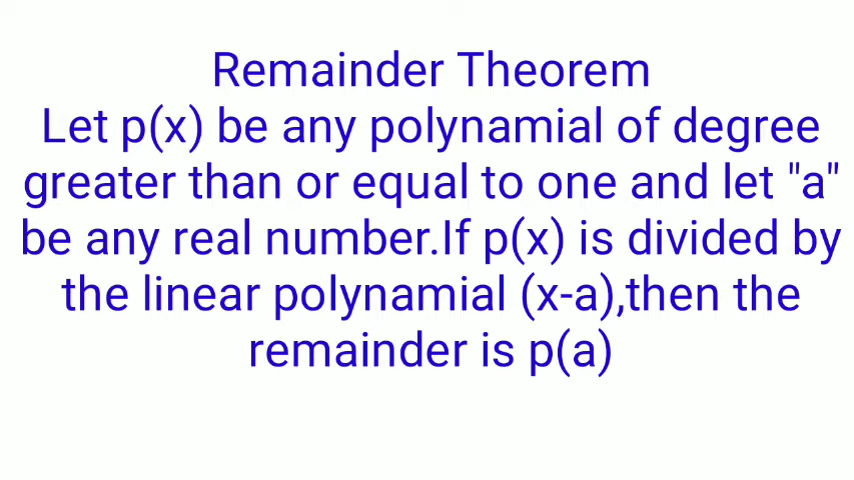 Remainder Theorem
Let p(x) be any polynamial of degree
greater than or equal to one and let "a"
be any real number.If p(x) is divided by
the linear polynamial (x-a),then the
remainder is p(a)